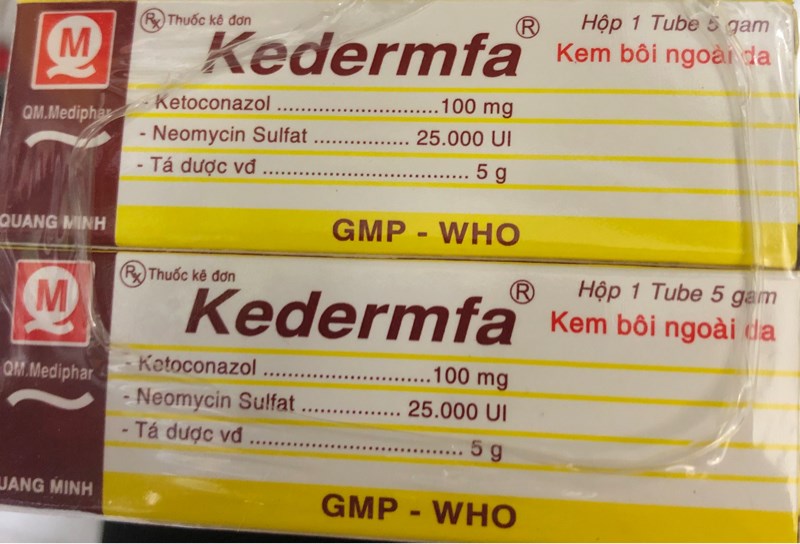 M
QM.Mediphar
QUANG MINH
Rx Thuốc kê đơn
Kedermfa®
Hộp 1 Tube 5 gam
Kem bôi ngoài da
- Ketoconazol ............................100 mg
- Neomycin Sulfat ................ 25.000 UI
- Tá dược vđ ................................... 5 g
GMP - WHO
M
QM.Mediphar
UANG MINH
Rx Thuốc kê đơn
Kedermfa®
Hộp 1 Tube 5 gam
Kem bôi ngoài da
- Ketoconazol ............................100 mg
- Neomycin Sulfat ................ 25.000 UI
- Tá dược vđ ................................... 5 g
GMP - WHO